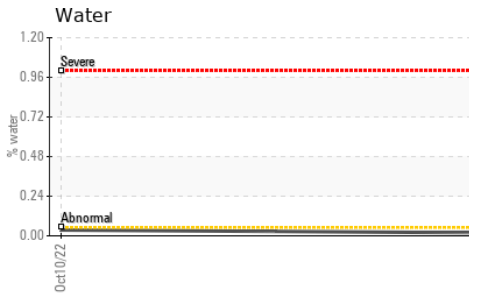 Water
1.20
Severe
0.96
0.72
% water
0.48
0.24
Abnormal
0.00
Oct10/22